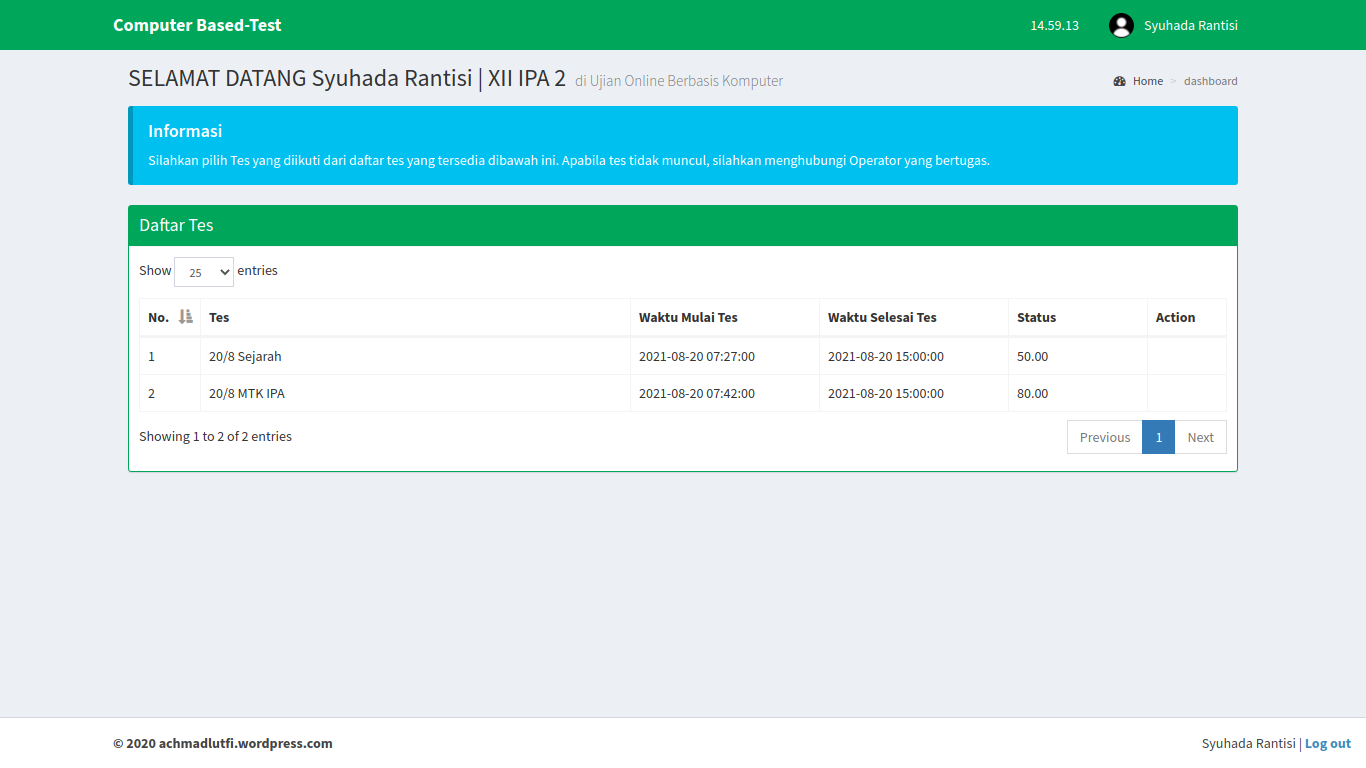 Computer Based-Test 14.59.13 Syuhada Rantisi
SELAMAT DATANG Syuhada Rantisi | XII IPA 2 di Ujian Online Berbasis Komputer Home > dashboard
Informasi
Silahkan pilih Tes yang diikuti dari daftar tes yang tersedia dibawah ini. Apabila tes tidak muncul, silahkan menghubungi Operator yang bertugas.
Daftar Tes
Show 25 entries
No. Tes Waktu Mulai Tes Waktu Selesai Tes Status Action
1 20/8 Sejarah 2021-08-20 07:27:00 2021-08-20 15:00:00 50.00
2 20/8 MTK IPA 2021-08-20 07:42:00 2021-08-20 15:00:00 80.00
Showing 1 to 2 of 2 entries Previous 1 Next
© 2020 achmadlutfi.wordpress.com Syuhada Rantisi | Log out